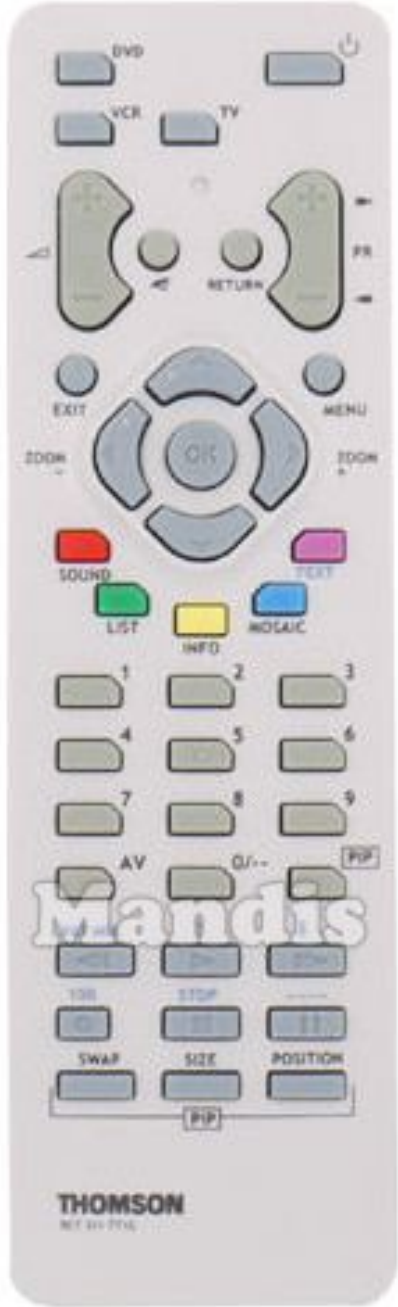 DVD
VCR TV
PR
RETURN
EXIT MENU
ZOOM - OK ZOOM +
SOUND TEXT
LIST MOSAIC
INFO
1 2 3
4 5 6
7 8 9
AV 0/-- PIP
Mandis
STOP
SWAP SIZE POSITION
PIP
THOMSON